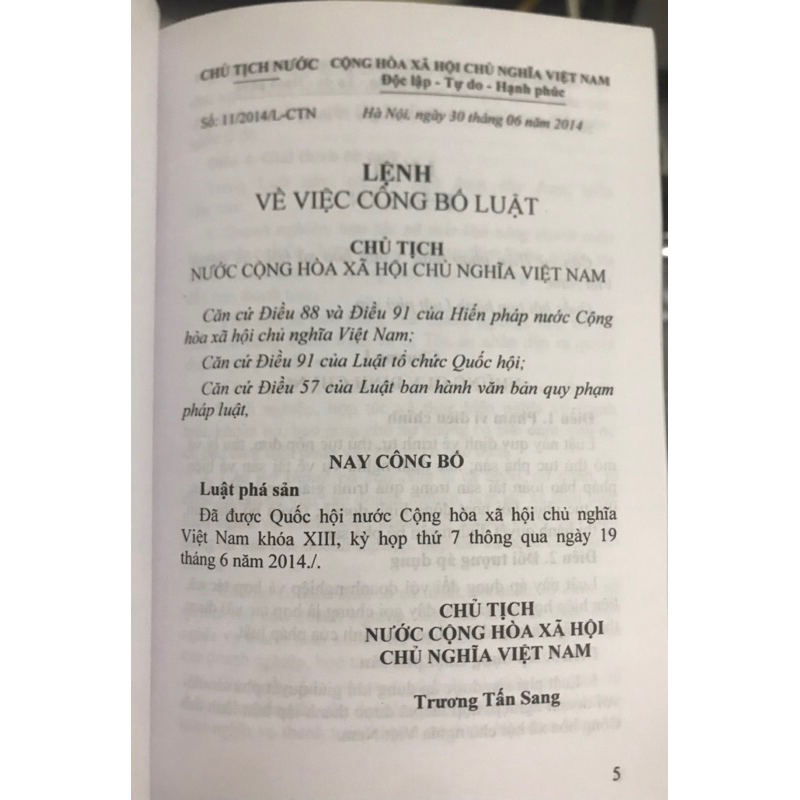 CHỦ TỊCH NƯỚC CỘNG HÒA XÃ HỘI CHỦ NGHĨA VIỆT NAM
Độc lập - Tự do - Hạnh phúc
Số: 11/2014/L-CTN Hà Nội, ngày 30 tháng 06 năm 2014
LỆNH
VỀ VIỆC CÔNG BỐ LUẬT
CHỦ TỊCH
NƯỚC CỘNG HÒA XÃ HỘI CHỦ NGHĨA VIỆT NAM
Căn cứ Điều 88 và Điều 91 của Hiến pháp nước Cộng
hòa xã hội chủ nghĩa Việt Nam;
Căn cứ Điều 91 của Luật tổ chức Quốc hội;
Căn cứ Điều 57 của Luật ban hành văn bản quy phạm
pháp luật,
NAY CÔNG BỐ
Luật phá sản
Đã được Quốc hội nước Cộng hòa xã hội chủ nghĩa
Việt Nam khóa XIII, kỳ họp thứ 7 thông qua ngày 19
tháng 6 năm 2014./.
CHỦ TỊCH
NƯỚC CỘNG HÒA XÃ HỘI
CHỦ NGHĨA VIỆT NAM
Trương Tấn Sang
5